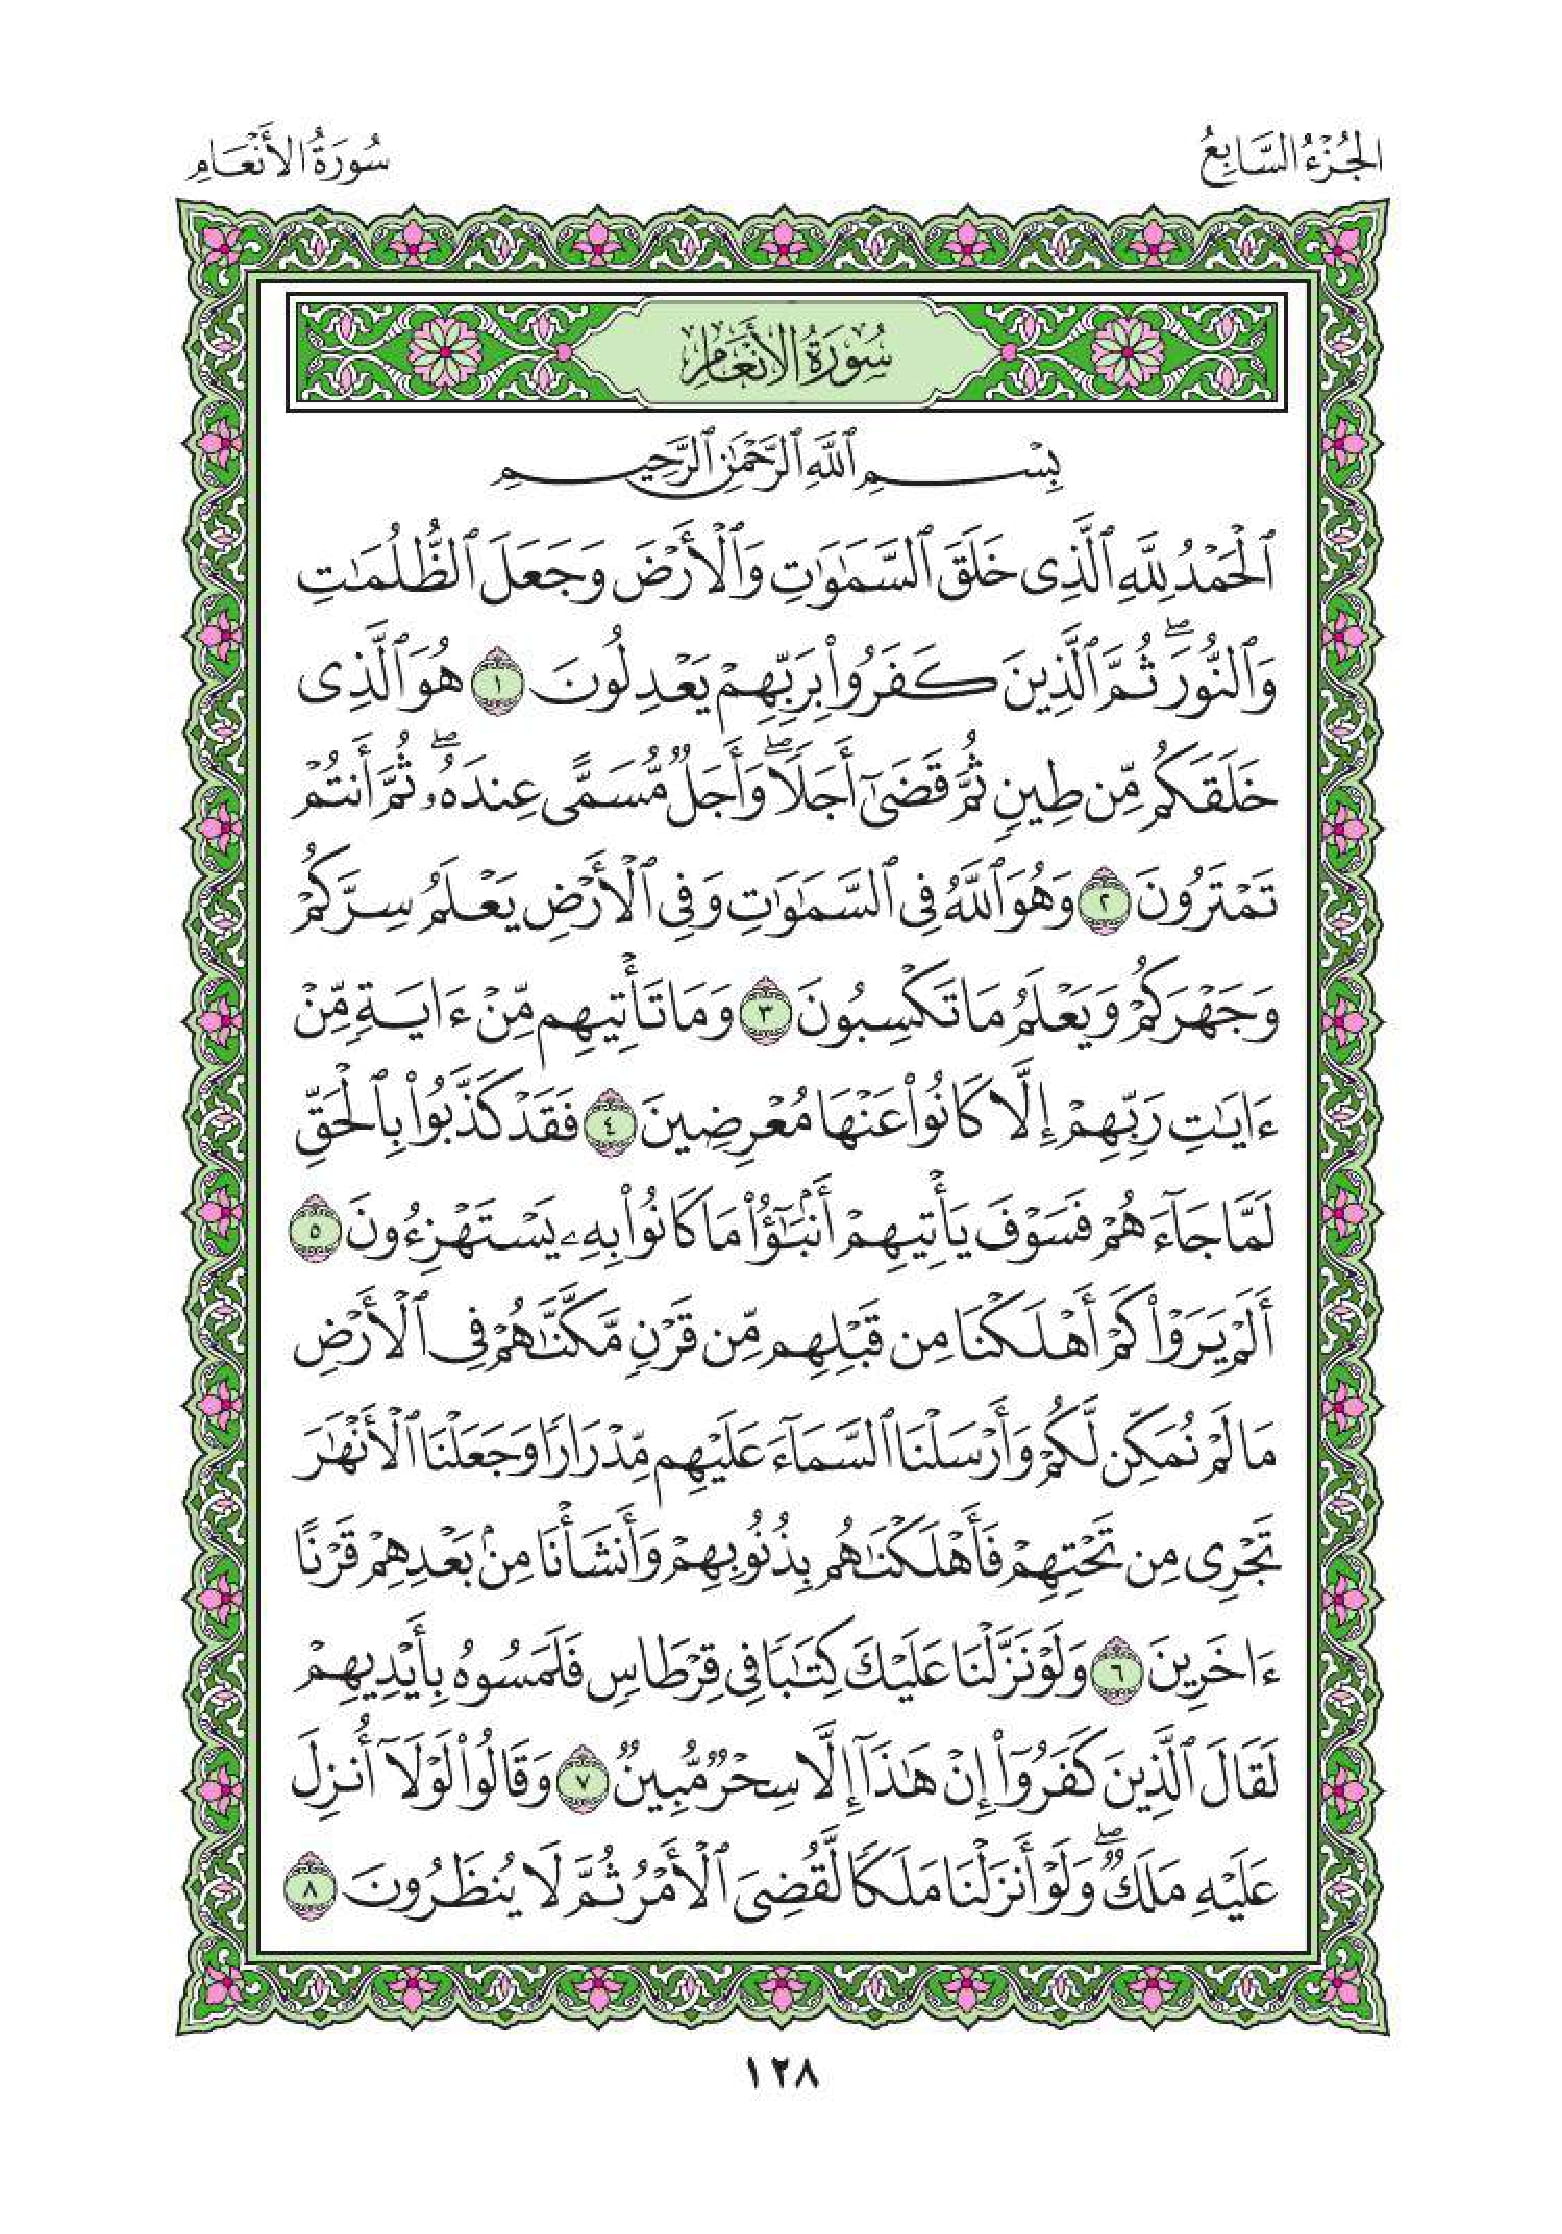 الجُزْءُ السَّابِعُ
سُورَةُ الأَنْعَامِ
سُورَةُ الأَنْعَامِ
بِسْمِ ٱللَّهِ ٱلرَّحْمَٰنِ ٱلرَّحِيمِ
ٱلْحَمْدُ لِلَّهِ ٱلَّذِى خَلَقَ ٱلسَّمَٰوَٰتِ وَٱلْأَرْضَ وَجَعَلَ ٱلظُّلُمَٰتِ
وَٱلنُّورَ ۖ ثُمَّ ٱلَّذِينَ كَفَرُوا۟ بِرَبِّهِمْ يَعْدِلُونَ ١ هُوَ ٱلَّذِى
خَلَقَكُم مِّن طِينٍ ثُمَّ قَضَىٰٓ أَجَلًا ۖ وَأَجَلٌ مُّسَمًّى عِندَهُۥ ۖ ثُمَّ أَنتُمْ
تَمْتَرُونَ ٢ وَهُوَ ٱللَّهُ فِى ٱلسَّمَٰوَٰتِ وَفِى ٱلْأَرْضِ يَعْلَمُ سِرَّكُمْ
وَجَهْرَكُمْ وَيَعْلَمُ مَا تَكْسِبُونَ ٣ وَمَا تَأْتِيهِم مِّنْ ءَايَةٍ مِّنْ
ءَايَٰتِ رَبِّهِمْ إِلَّا كَانُوا۟ عَنْهَا مُعْرِضِينَ ٤ فَقَدْ كَذَّبُوا۟ بِٱلْحَقِّ
لَمَّا جَآءَهُمْ فَسَوْفَ يَأْتِيهِمْ أَنۢبَٰٓؤُا۟ مَا كَانُوا۟ بِهِۦ يَسْتَهْزِءُونَ ٥
أَلَمْ يَرَوْا۟ كَمْ أَهْلَكْنَا مِن قَبْلِهِم مِّن قَرْنٍ مَّكَّنَّٰهُمْ فِى ٱلْأَرْضِ
مَا لَمْ نُمَكِّن لَّكُمْ وَأَرْسَلْنَا ٱلسَّمَآءَ عَلَيْهِم مِّدْرَارًا وَجَعَلْنَا ٱلْأَنْهَٰرَ
تَجْرِى مِن تَحْتِهِمْ فَأَهْلَكْنَٰهُم بِذُنُوبِهِمْ وَأَنشَأْنَا مِنۢ بَعْدِهِمْ قَرْنًا
ءَاخَرِينَ ٦ وَلَوْ نَزَّلْنَا عَلَيْكَ كِتَٰبًا فِى قِرْطَاسٍ فَلَمَسُوهُ بِأَيْدِيهِمْ
لَقَالَ ٱلَّذِينَ كَفَرُوٓا۟ إِنْ هَٰذَآ إِلَّا سِحْرٌ مُّبِينٌ ٧ وَقَالُوا۟ لَوْلَآ أُنزِلَ
عَلَيْهِ مَلَكٌ ۖ وَلَوْ أَنزَلْنَا مَلَكًا لَّقُضِىَ ٱلْأَمْرُ ثُمَّ لَا يُنظَرُونَ ٨
١٢٨